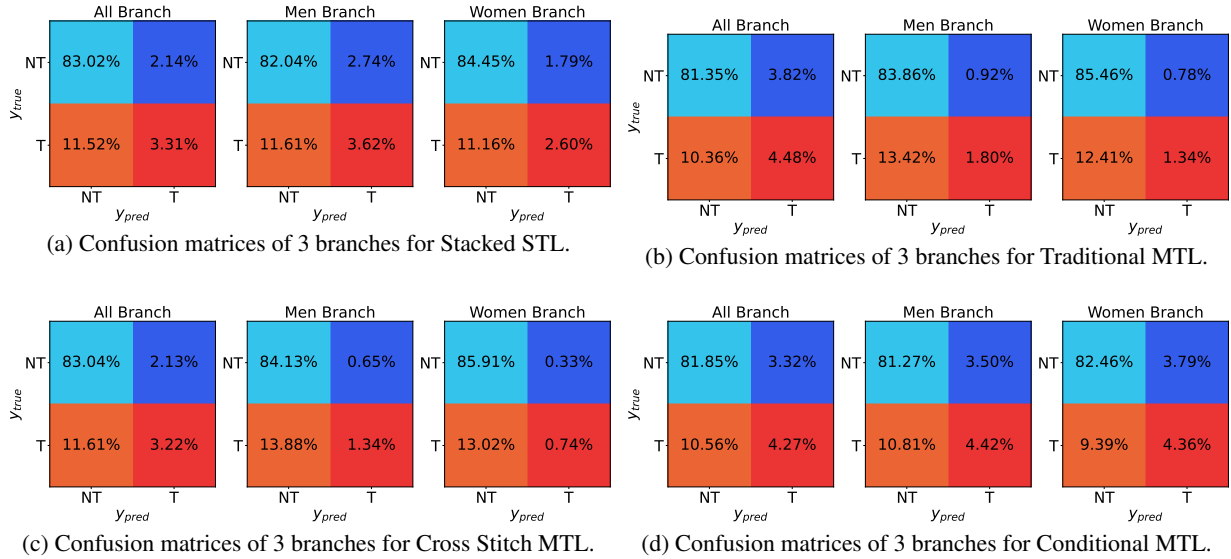 All Branch Men Branch Women Branch
NT 83.02% 2.14% 82.04% 2.74% 84.45% 1.79%
y_true
T 11.52% 3.31% 11.61% 3.62% 11.16% 2.60%
NT T NT T NT T
y_pred y_pred y_pred
(a) Confusion matrices of 3 branches for Stacked STL.
All Branch Men Branch Women Branch
NT 81.35% 3.82% NT 83.86% 0.92% NT 85.46% 0.78%
y_true
T 10.36% 4.48% T 13.42% 1.80% T 12.41% 1.34%
NT T NT T NT T
y_pred y_pred y_pred
(b) Confusion matrices of 3 branches for Traditional MTL.
All Branch Men Branch Women Branch
NT 83.04% 2.13% NT 84.13% 0.65% NT 85.91% 0.33%
y_true
T 11.61% 3.22% T 13.88% 1.34% T 13.02% 0.74%
NT T NT T NT T
y_pred y_pred y_pred
(c) Confusion matrices of 3 branches for Cross Stitch MTL.
All Branch Men Branch Women Branch
NT 81.85% 3.32% NT 81.27% 3.50% NT 82.46% 3.79%
y_true
T 10.56% 4.27% T 10.81% 4.42% T 9.39% 4.36%
NT T NT T NT T
y_pred y_pred y_pred
(d) Confusion matrices of 3 branches for Conditional MTL.